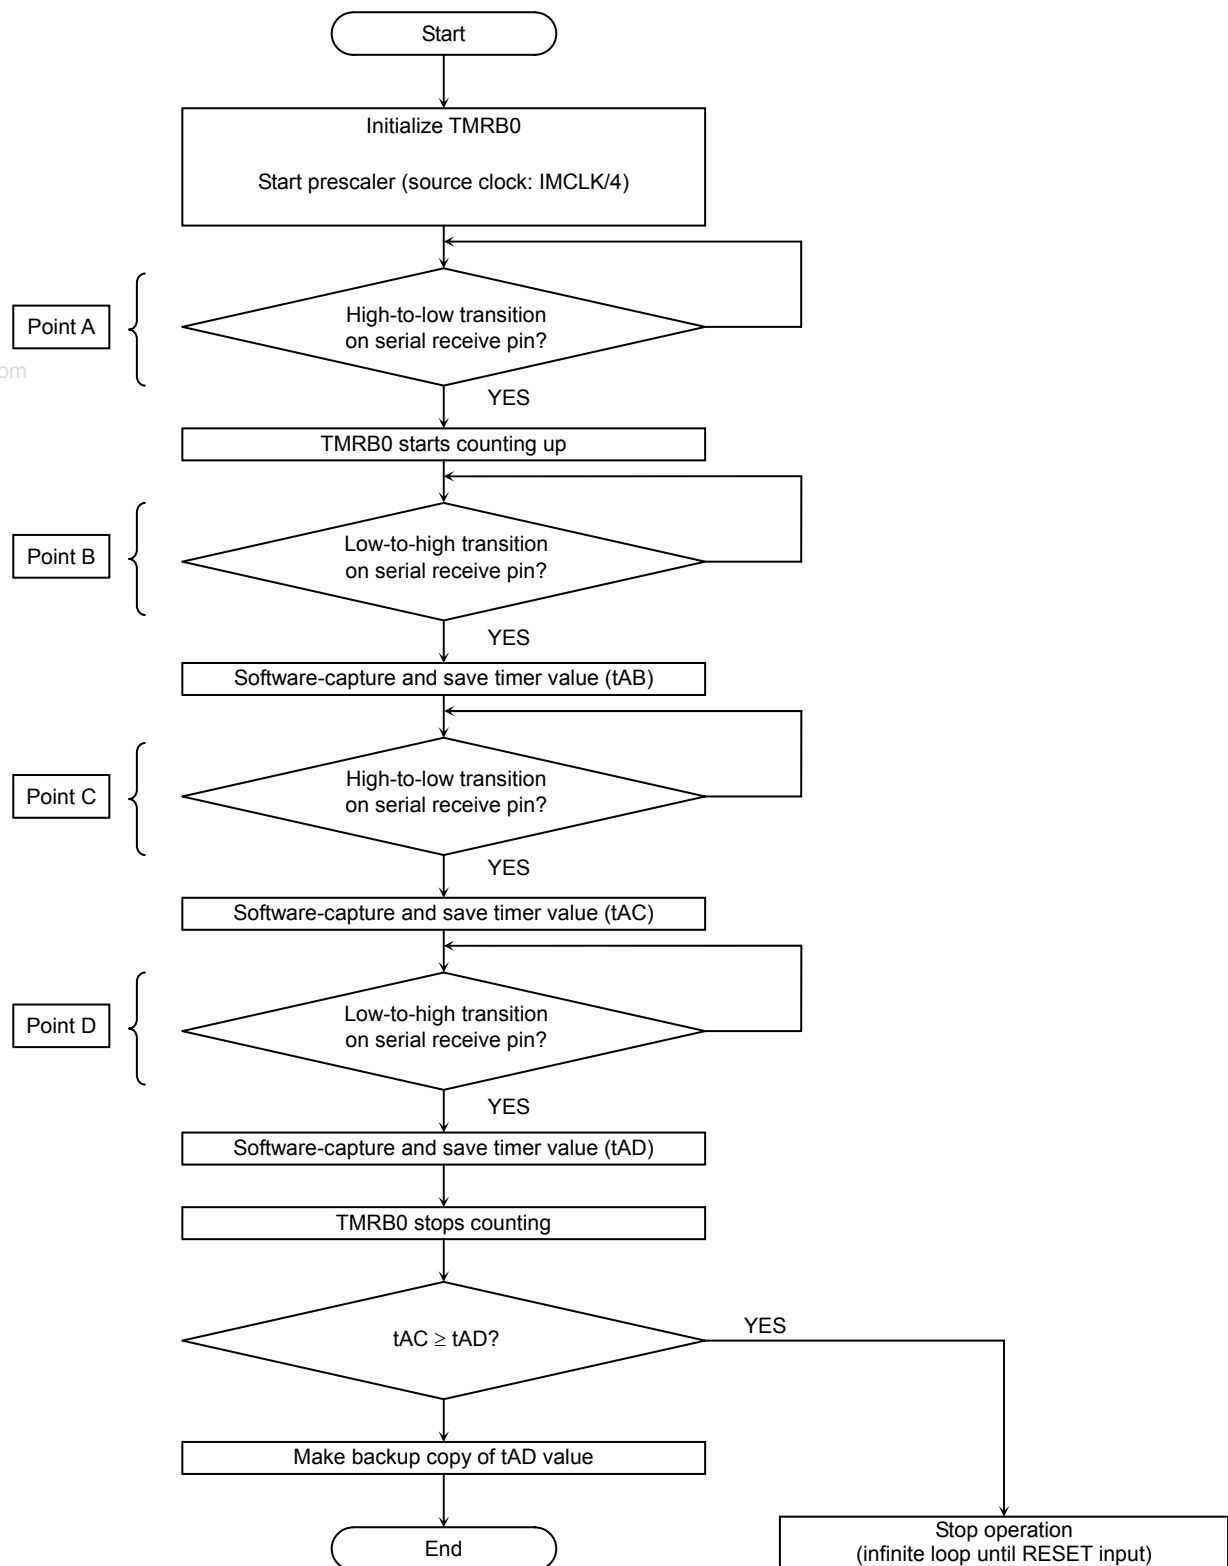 Start
Initialize TMRB0
Start prescaler (source clock: IMCLK/4)
Point A
High-to-low transition
on serial receive pin?
om
YES
TMRB0 starts counting up
Point B
Low-to-high transition
on serial receive pin?
YES
Software-capture and save timer value (tAB)
Point C
High-to-low transition
on serial receive pin?
YES
Software-capture and save timer value (tAC)
Point D
Low-to-high transition
on serial receive pin?
YES
Software-capture and save timer value (tAD)
TMRB0 stops counting
tAC ≥ tAD?
YES
Make backup copy of tAD value
End
Stop operation
(infinite loop until RESET input)